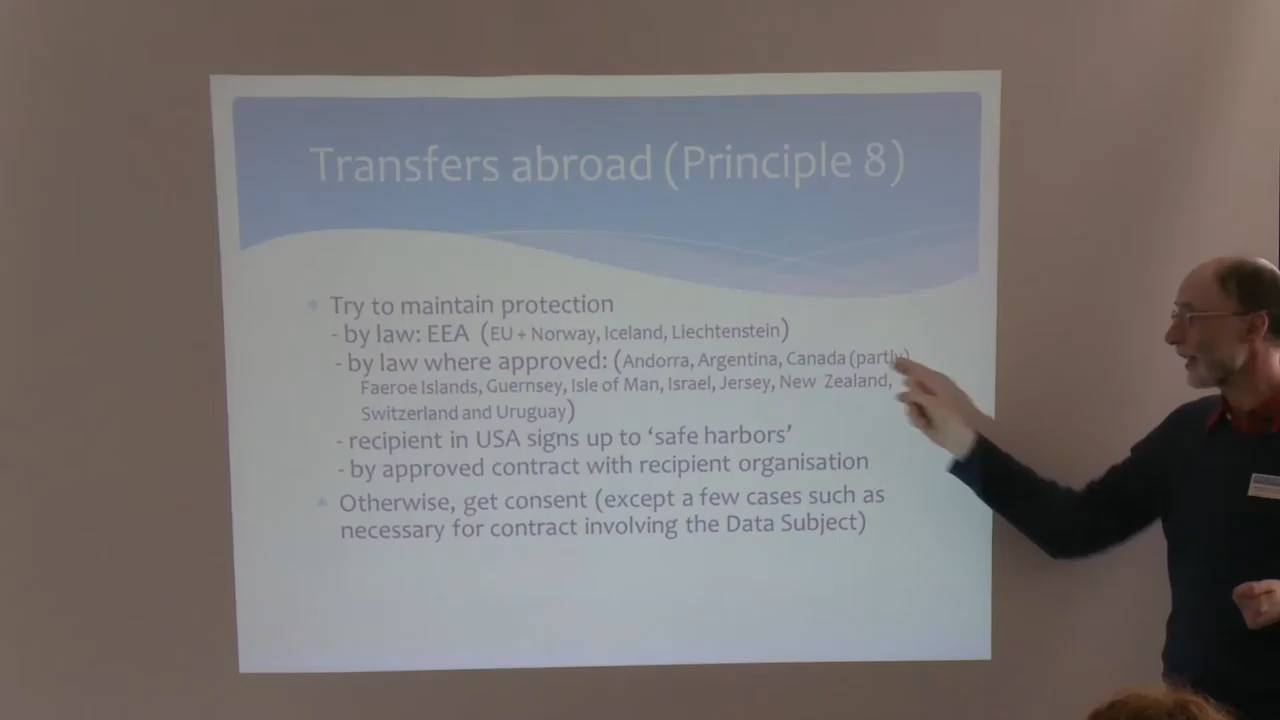 Transfers abroad (Principle 8)
* Try to maintain protection
- by law: EEA (EU + Norway, Iceland, Liechtenstein)
- by law where approved: (Andorra, Argentina, Canada (partly)
Faeroe Islands, Guernsey, Isle of Man, Israel, Jersey, New Zealand,
Switzerland and Uruguay)
- recipient in USA signs up to ‘safe harbors’
- by approved contract with recipient organisation
* Otherwise, get consent (except a few cases such as
necessary for contract involving the Data Subject)